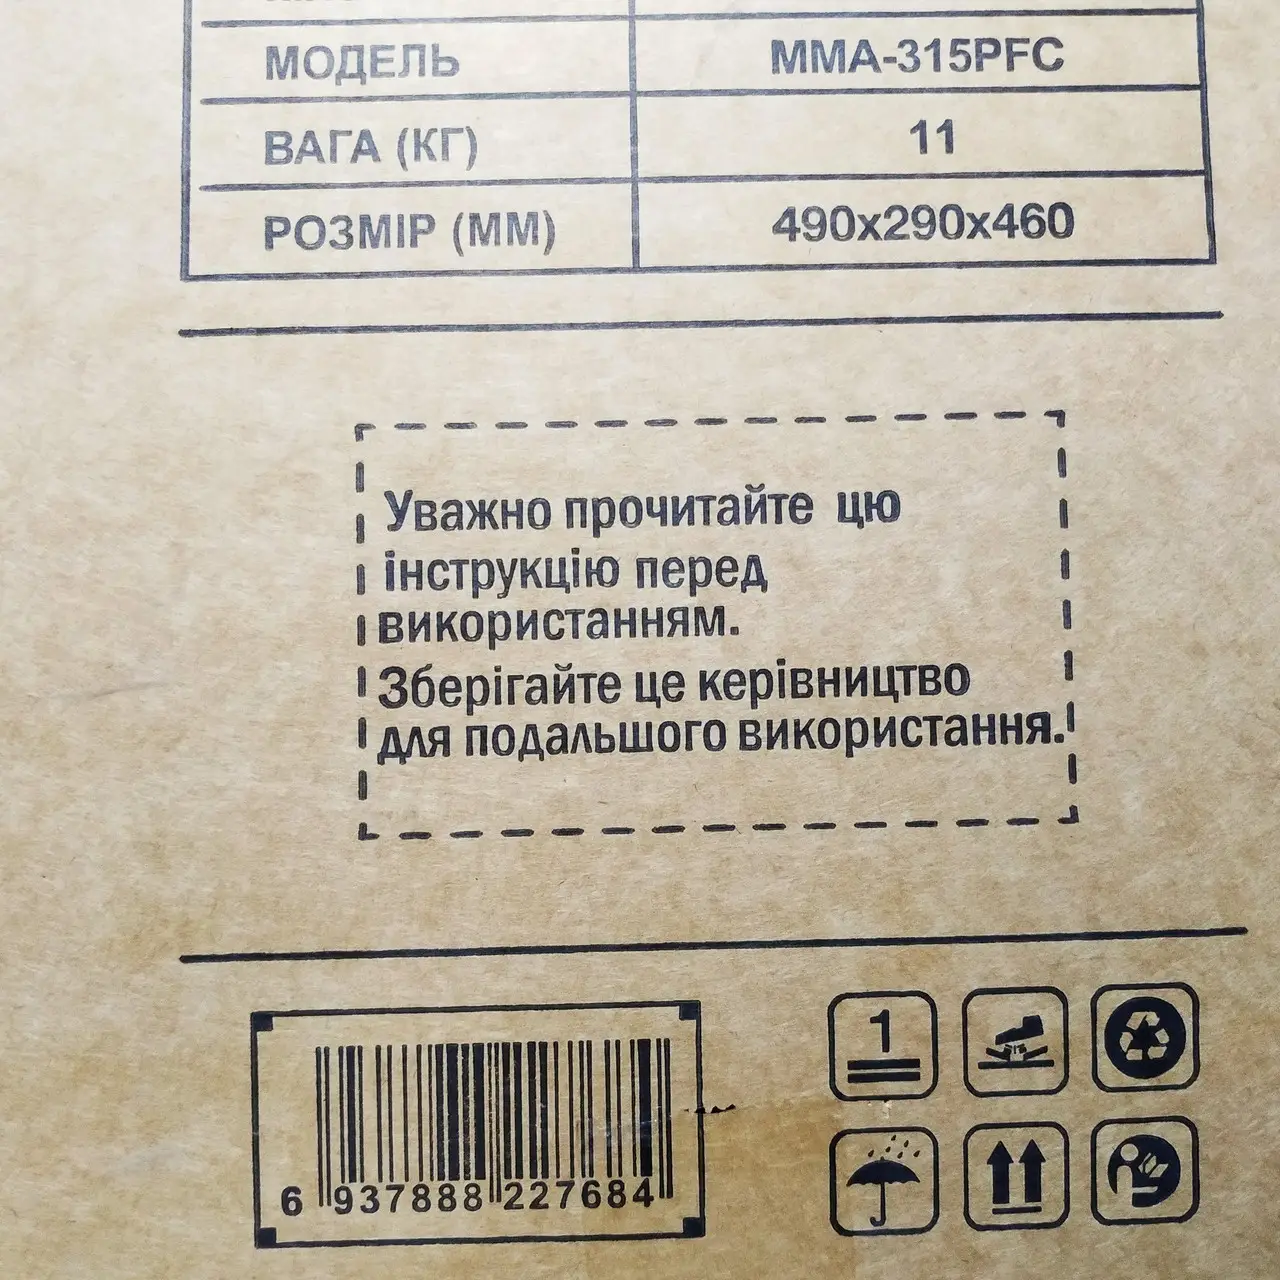 МОДЕЛЬ MMA-315PFC
ВАГА (КГ) 11
РОЗМІР (ММ) 490x290x460
Уважно прочитайте цю
інструкцію перед
використанням.
Зберігайте це керівництво
для подальшого використання.
1
6 937888 227684